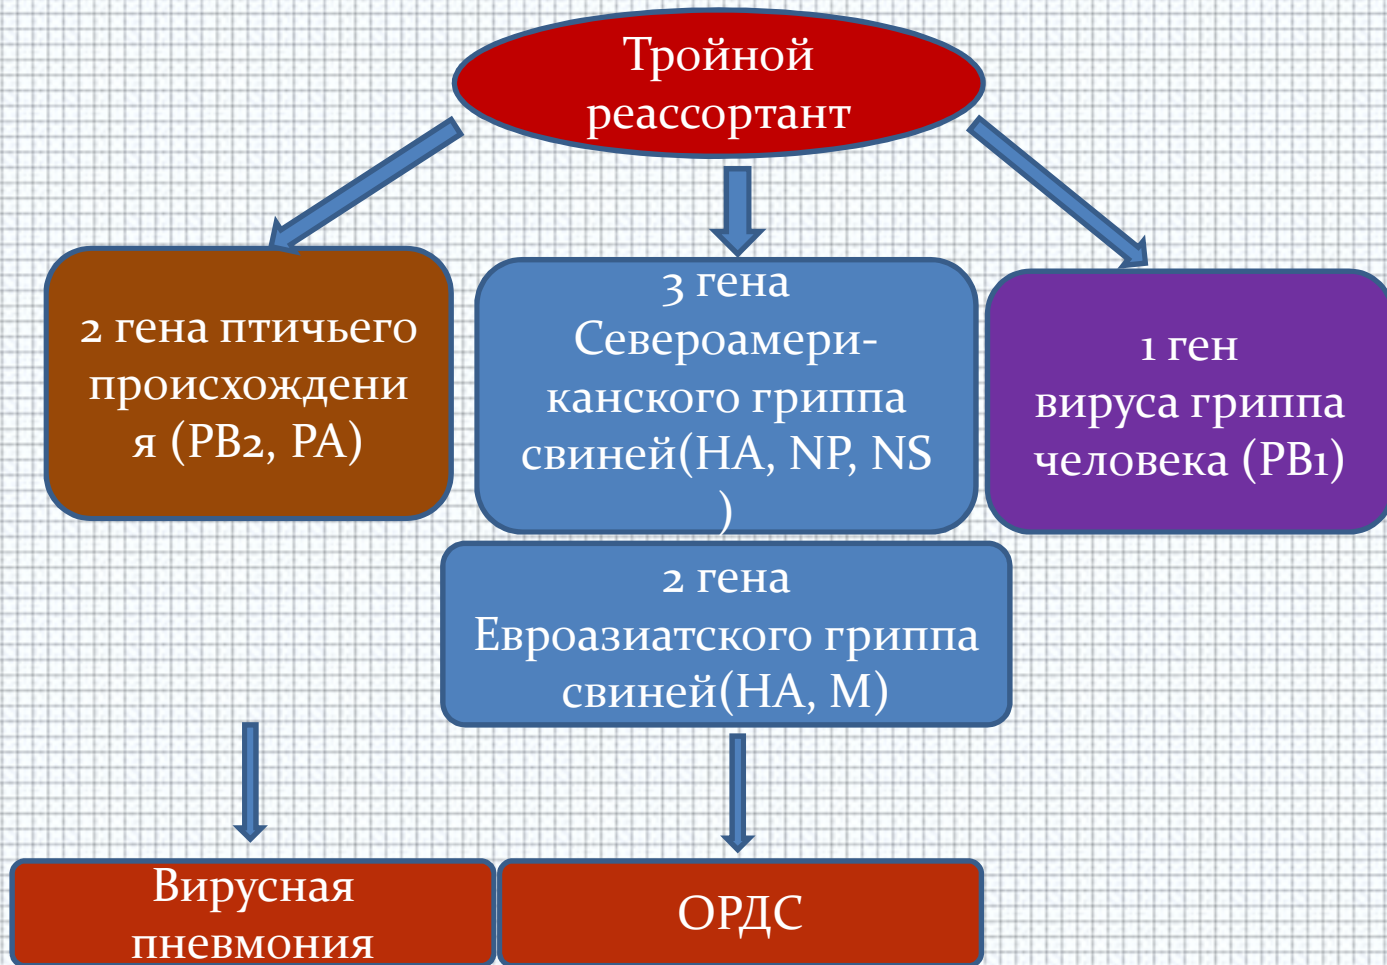 Тройной
реассортант
2 гена птичьего
происхождени
я (PB2, PA)
3 гена
Североамери-
канского гриппа
свиней(HA, NP, NS
)
1 ген
вируса гриппа
человека (PB1)
2 гена
Евроазиатского гриппа
свиней(HA, M)
Вирусная
пневмония
ОРДС